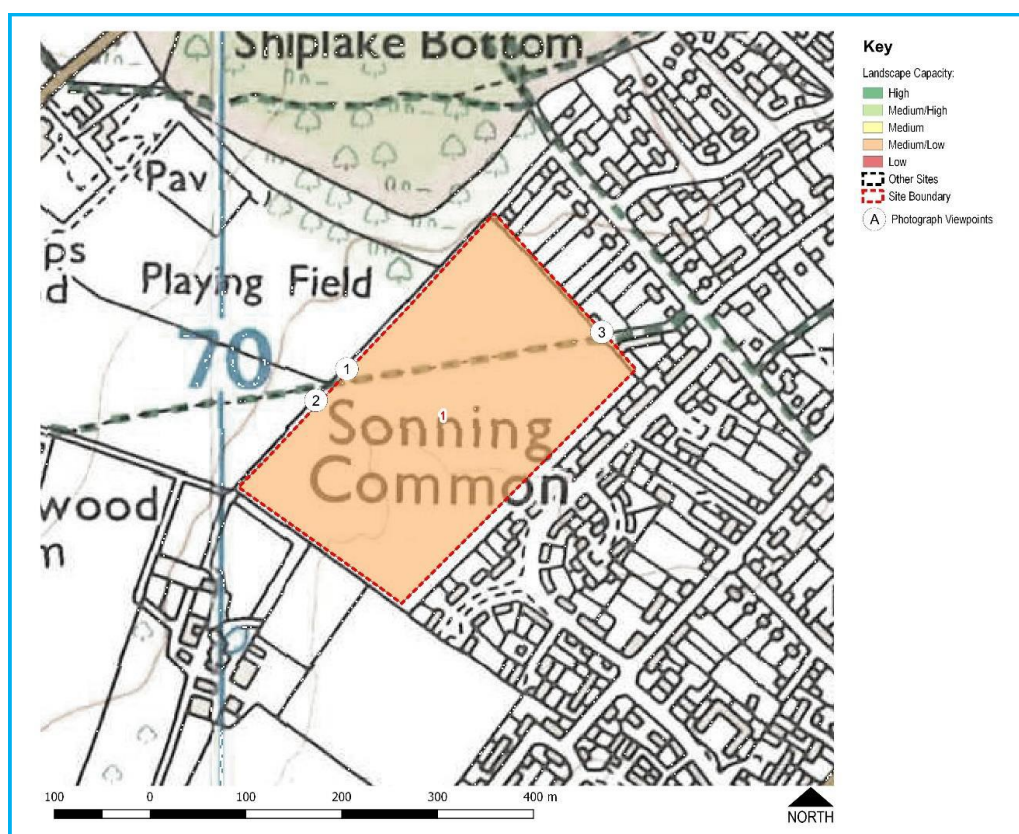 Shiplake Bottom
Pav
ps
d
Playing Field
70
1
2
3
1
Sonning
Common
wood
m
Key
Landscape Capacity:
High
Medium/High
Medium
Medium/Low
Low
Other Sites
Site Boundary
A Photograph Viewpoints
100 0 100 200 300 400 m
NORTH